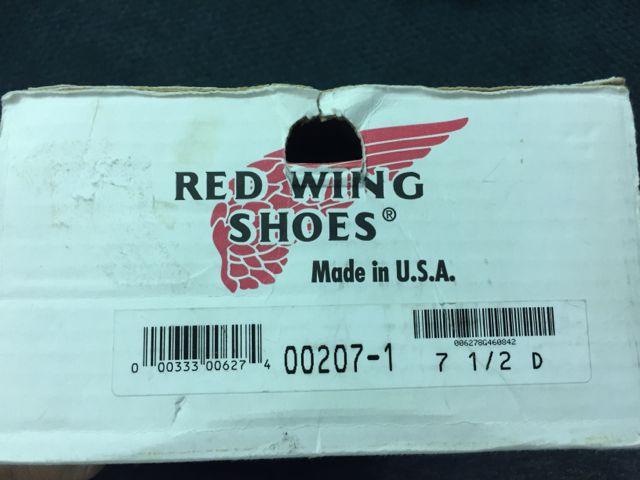 RED WING
SHOES®
Made in U.S.A.
0 00333 00627 4
00207-1
006278G460842
7 1/2 D